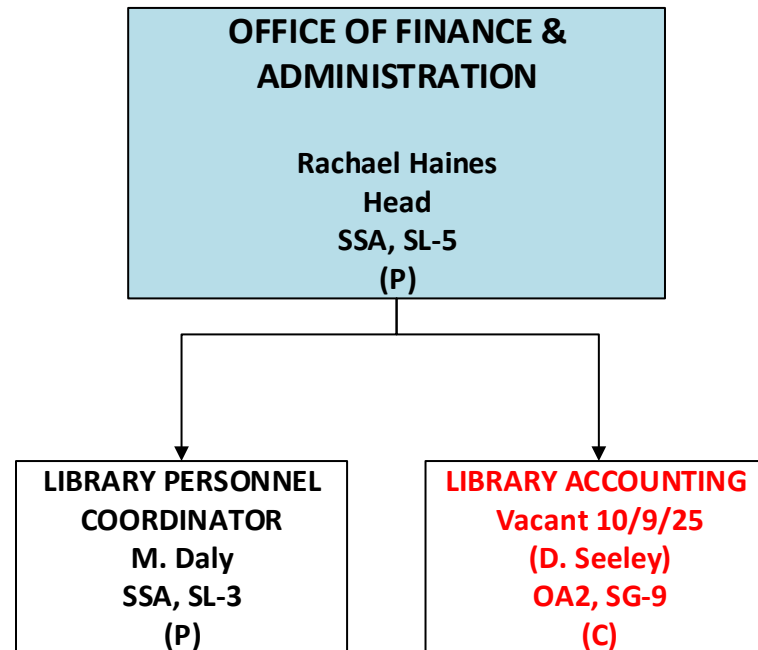 OFFICE OF FINANCE &
ADMINISTRATION
Rachael Haines
Head
SSA, SL-5
(P)
LIBRARY PERSONNEL
COORDINATOR
M. Daly
SSA, SL-3
(P)
LIBRARY ACCOUNTING
Vacant 10/9/25
(D. Seeley)
OA2, SG-9
(C)